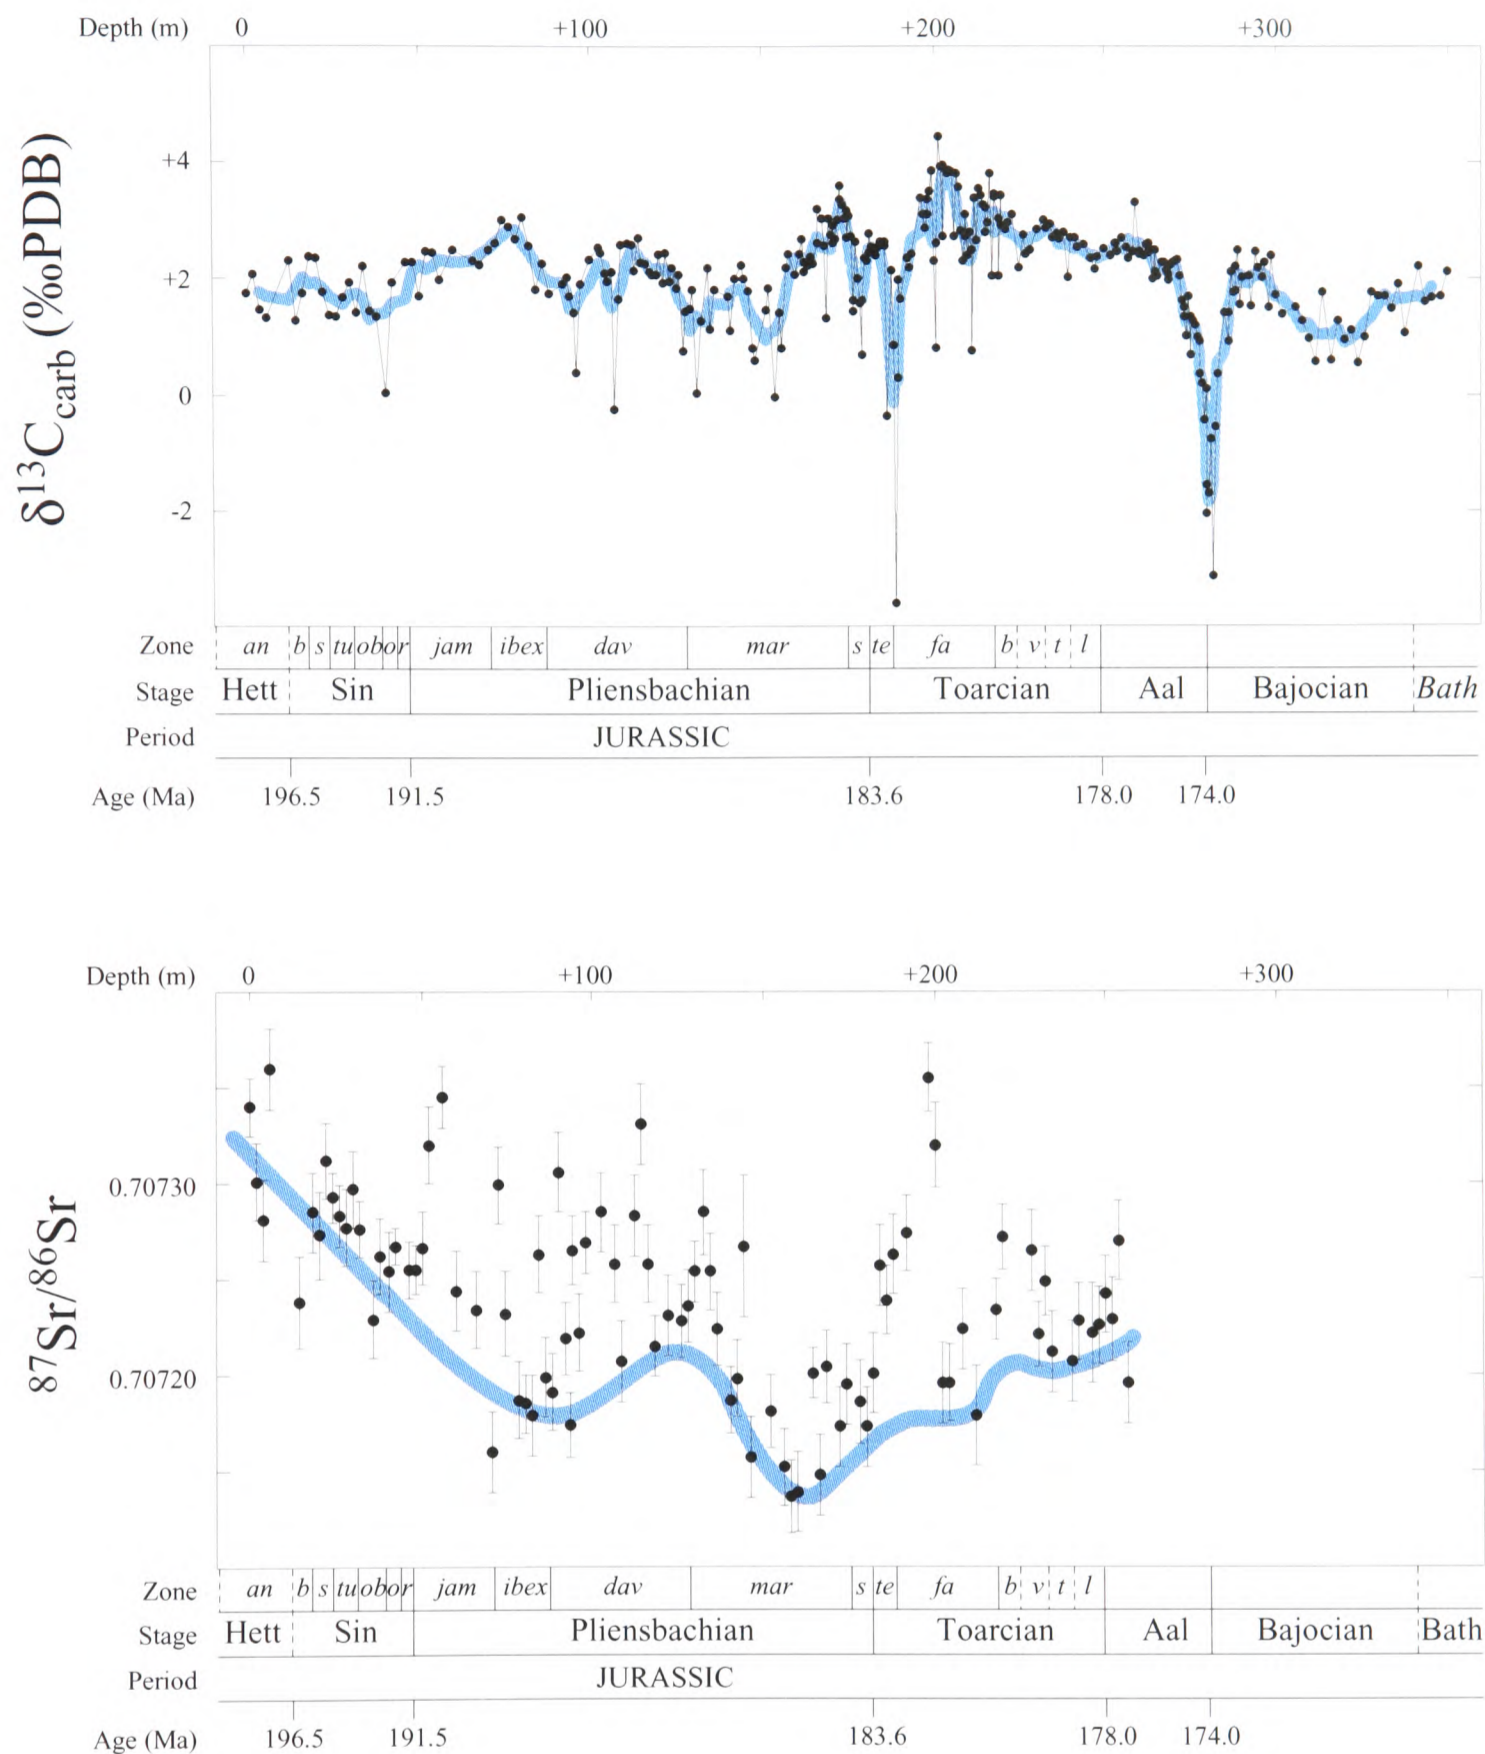 Depth (m) 0 +100 +200 +300
δ13Ccarb (‰PDB)
+4
+2
0
-2
Zone an b s tu ob o r jam ibex dav mar s te fa b v t l
Stage Hett Sin Pliensbachian Toarcian Aal Bajocian Bath
Period JURASSIC
Age (Ma) 196.5 191.5 183.6 178.0 174.0
Depth (m) 0 +100 +200 +300
87Sr/86Sr
0.70730
0.70720
Zone an b s tu ob o r jam ibex dav mar s te fa b v t l
Stage Hett Sin Pliensbachian Toarcian Aal Bajocian Bath
Period JURASSIC
Age (Ma) 196.5 191.5 183.6 178.0 174.0